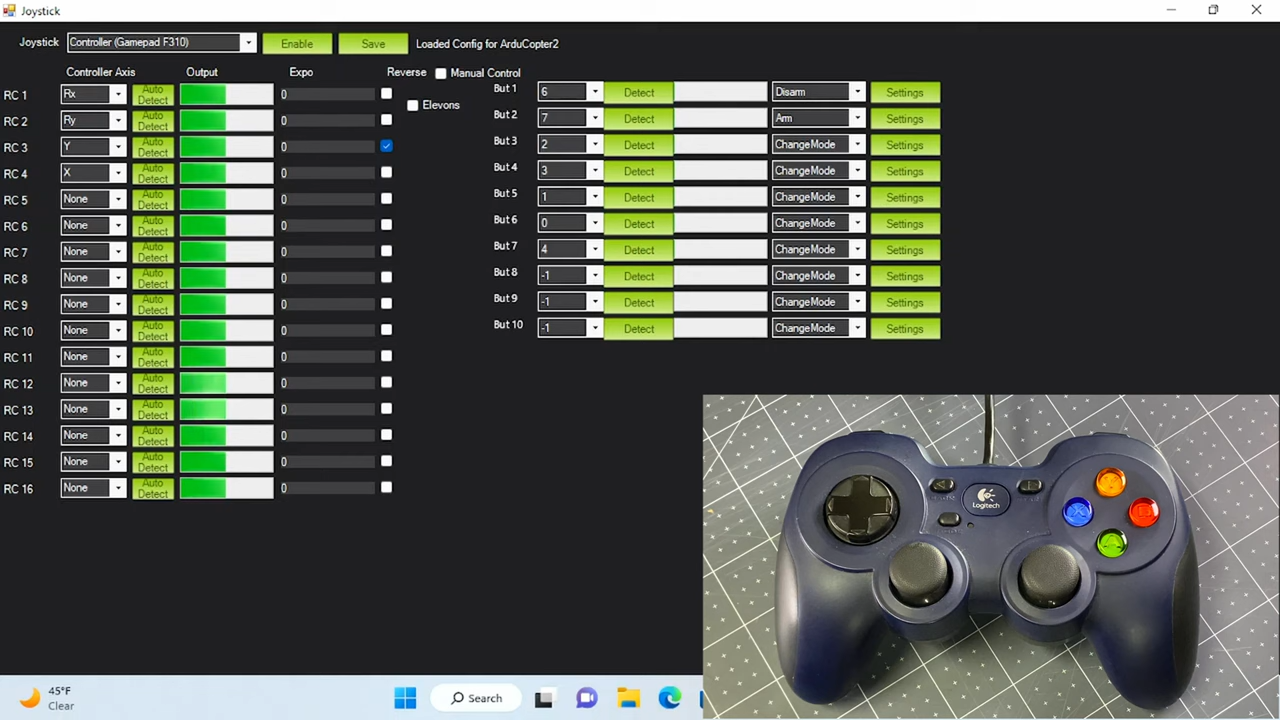 Joystick
Joystick Controller (Gamepad F310) Enable Save Loaded Config for ArduCopter2
Controller Axis Output Expo Reverse Manual Control
Elevons
RC 1 Rx Auto Detect 0
RC 2 Ry Auto Detect 0
RC 3 Y Auto Detect 0
RC 4 X Auto Detect 0
RC 5 None Auto Detect 0
RC 6 None Auto Detect 0
RC 7 None Auto Detect 0
RC 8 None Auto Detect 0
RC 9 None Auto Detect 0
RC 10 None Auto Detect 0
RC 11 None Auto Detect 0
RC 12 None Auto Detect 0
RC 13 None Auto Detect 0
RC 14 None Auto Detect 0
RC 15 None Auto Detect 0
RC 16 None Auto Detect 0
But 1 6 Detect Disarm Settings
But 2 7 Detect Arm Settings
But 3 2 Detect ChangeMode Settings
But 4 3 Detect ChangeMode Settings
But 5 1 Detect ChangeMode Settings
But 6 0 Detect ChangeMode Settings
But 7 4 Detect ChangeMode Settings
But 8 -1 Detect ChangeMode Settings
But 9 -1 Detect ChangeMode Settings
But 10 -1 Detect ChangeMode Settings
Logitech
X
A
45°F
Clear
Search